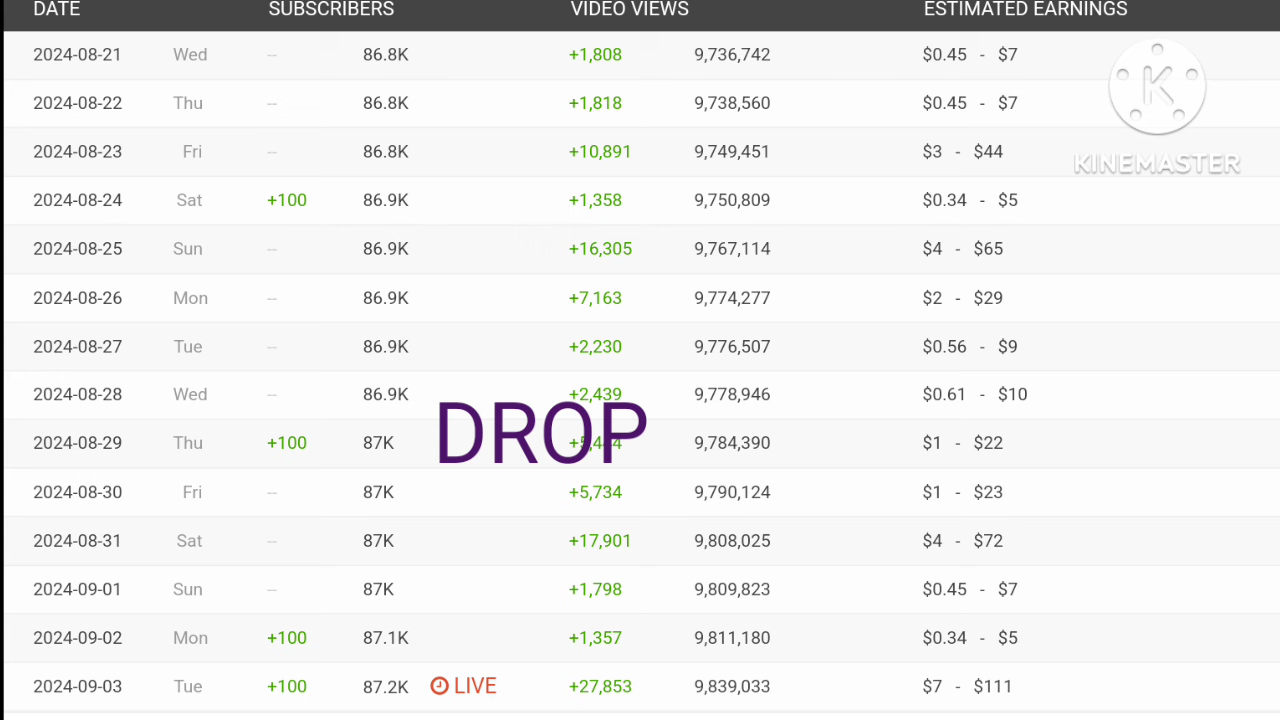 DATE SUBSCRIBERS VIDEO VIEWS ESTIMATED EARNINGS
2024-08-21 Wed -- 86.8K +1,808 9,736,742 $0.45 - $7
2024-08-22 Thu -- 86.8K +1,818 9,738,560 $0.45 - $7
2024-08-23 Fri -- 86.8K +10,891 9,749,451 $3 - $44
KINEMASTER
2024-08-24 Sat +100 86.9K +1,358 9,750,809 $0.34 - $5
2024-08-25 Sun -- 86.9K +16,305 9,767,114 $4 - $65
2024-08-26 Mon -- 86.9K +7,163 9,774,277 $2 - $29
2024-08-27 Tue -- 86.9K +2,230 9,776,507 $0.56 - $9
2024-08-28 Wed -- 86.9K +2,439 9,778,946 $0.61 - $10
DROP
2024-08-29 Thu +100 87K 9,784,390 $1 - $22
2024-08-30 Fri -- 87K +5,734 9,790,124 $1 - $23
2024-08-31 Sat -- 87K +17,901 9,808,025 $4 - $72
2024-09-01 Sun -- 87K +1,798 9,809,823 $0.45 - $7
2024-09-02 Mon +100 87.1K +1,357 9,811,180 $0.34 - $5
2024-09-03 Tue +100 87.2K LIVE +27,853 9,839,033 $7 - $111